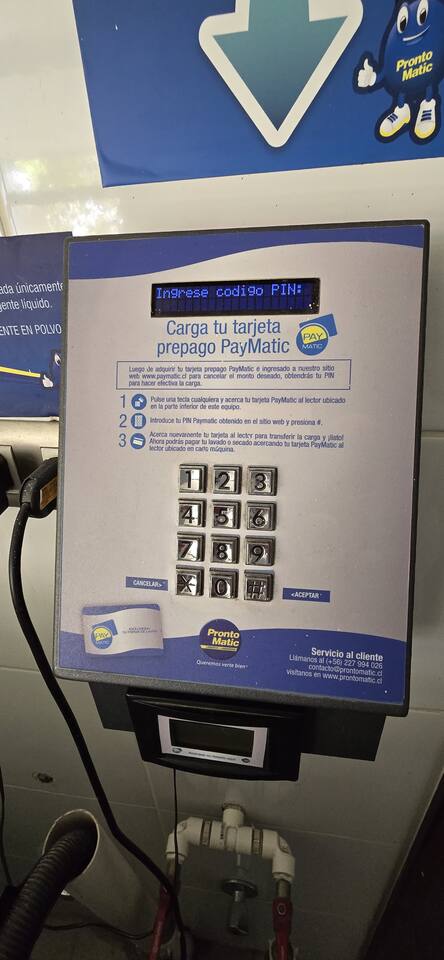 Pronto
Matic
ada únicamente
gente líquido.
ENTE EN POLVO
Ingrese codigo PIN:
Carga tu tarjeta
prepago PayMatic
PAY
MATIC
Luego de adquirir tu tarjeta prepago PayMatic e ingresado a nuestro sitio
web www.paymatic.cl para cancelar el monto deseado, obtendrás tu PIN
para hacer efectiva la carga.
1 Pulse una tecla cualquiera y acerca tu tarjeta PayMatic al lector ubicado
en la parte inferior de este equipo.
2 Introduce tu PIN Paymatic obtenido en el sitio web y presiona #.
3 Acerca nuevamente tu tarjeta al lector para transferir la carga y ¡listo!
Ahora podrás pagar tu lavado o secado acercando tu tarjeta PayMatic al
lector ubicado en cada máquina.
1 2 3
4 5 6
7 8 9
* 0 #
CANCELAR>
<ACEPTAR
PAY
MATIC
Pronto
Matic
Queremos verte bien
Servicio al cliente
Llámanos al (+56) 227 994 026
contacto@prontomatic.cl
visítanos en www.prontomatic.cl